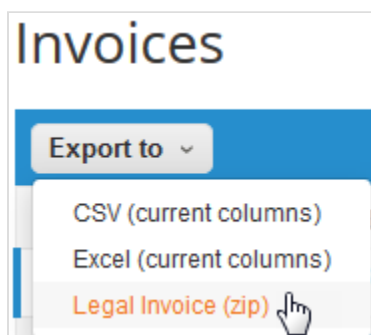 Invoices
Export to
CSV (current columns)
Excel (current columns)
Legal Invoice (zip)